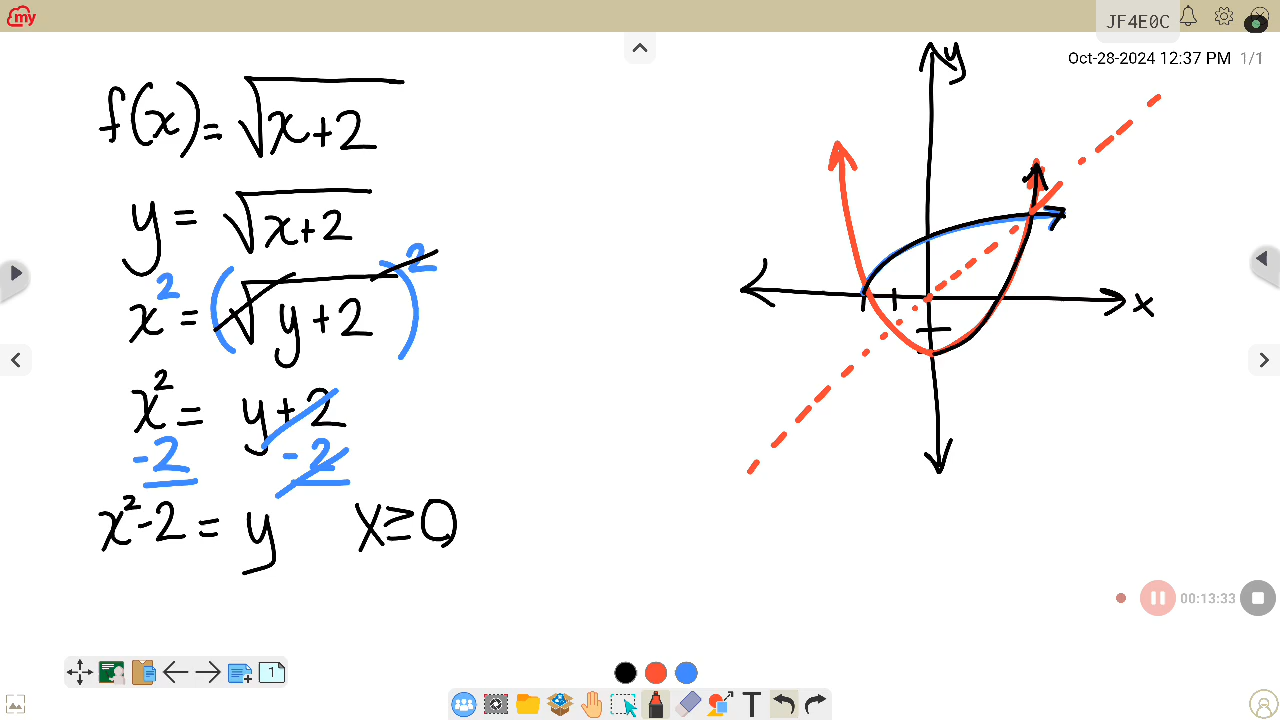 my
JF4E0C
Oct-28-2024 12:37 PM 1/1
f(x) = √x+2
y = √x+2
x² = (√y+2)²
x² = y+2
-2 -2
x²-2 = y x≥0
y
x
00:13:33
1
T